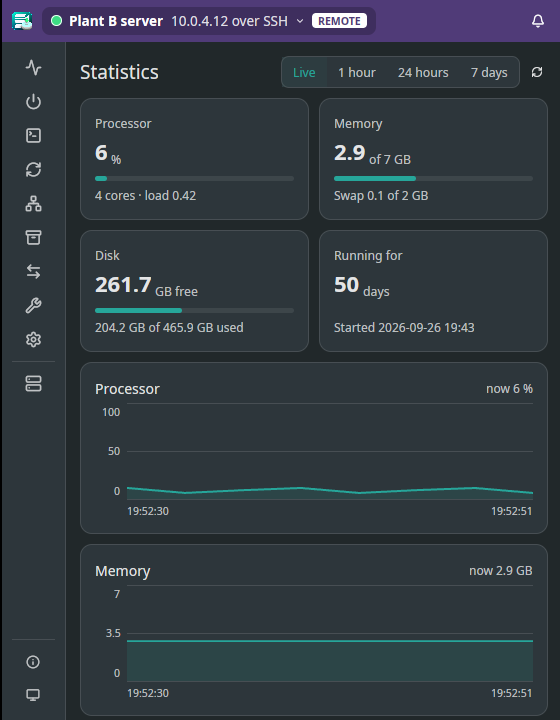 Plant B server 10.0.4.12 over SSH REMOTE
Statistics
Live 1 hour 24 hours 7 days
Processor
6 %
4 cores · load 0.42
Memory
2.9 of 7 GB
Swap 0.1 of 2 GB
Disk
261.7 GB free
204.2 GB of 465.9 GB used
Running for
50 days
Started 2026-09-26 19:43
Processor now 6 %
100
50
0
19:52:30 19:52:51
Memory now 2.9 GB
7
3.5
0
19:52:30 19:52:51